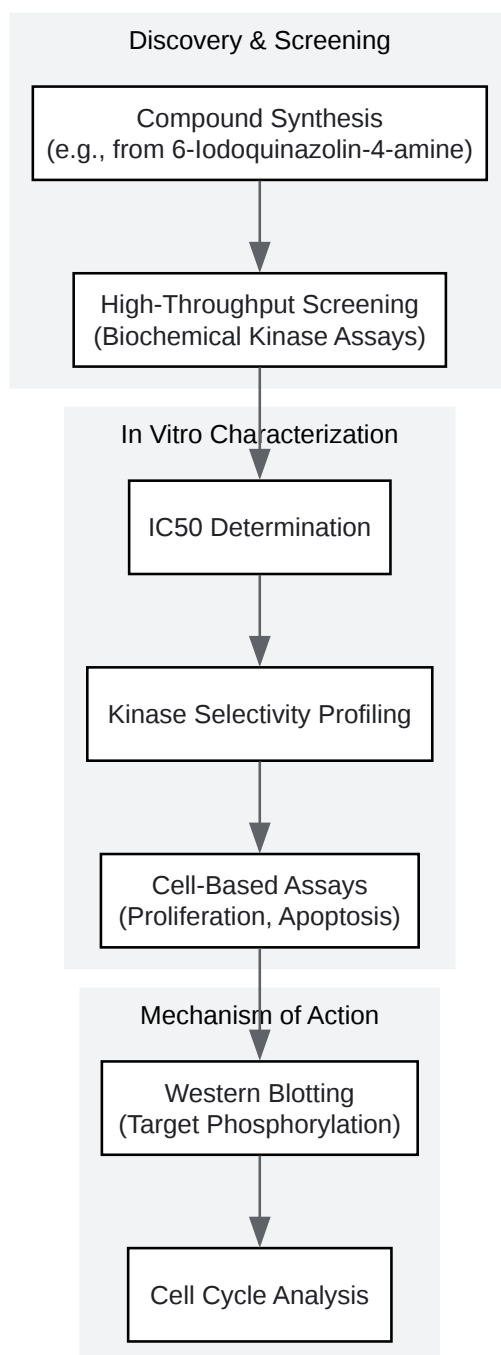 Discovery & Screening
Compound Synthesis
(e.g., from 6-Iodoquinazolin-4-amine)
High-Throughput Screening
(Biochemical Kinase Assays)
In Vitro Characterization
IC50 Determination
Kinase Selectivity Profiling
Cell-Based Assays
(Proliferation, Apoptosis)
Mechanism of Action
Western Blotting
(Target Phosphorylation)
Cell Cycle Analysis